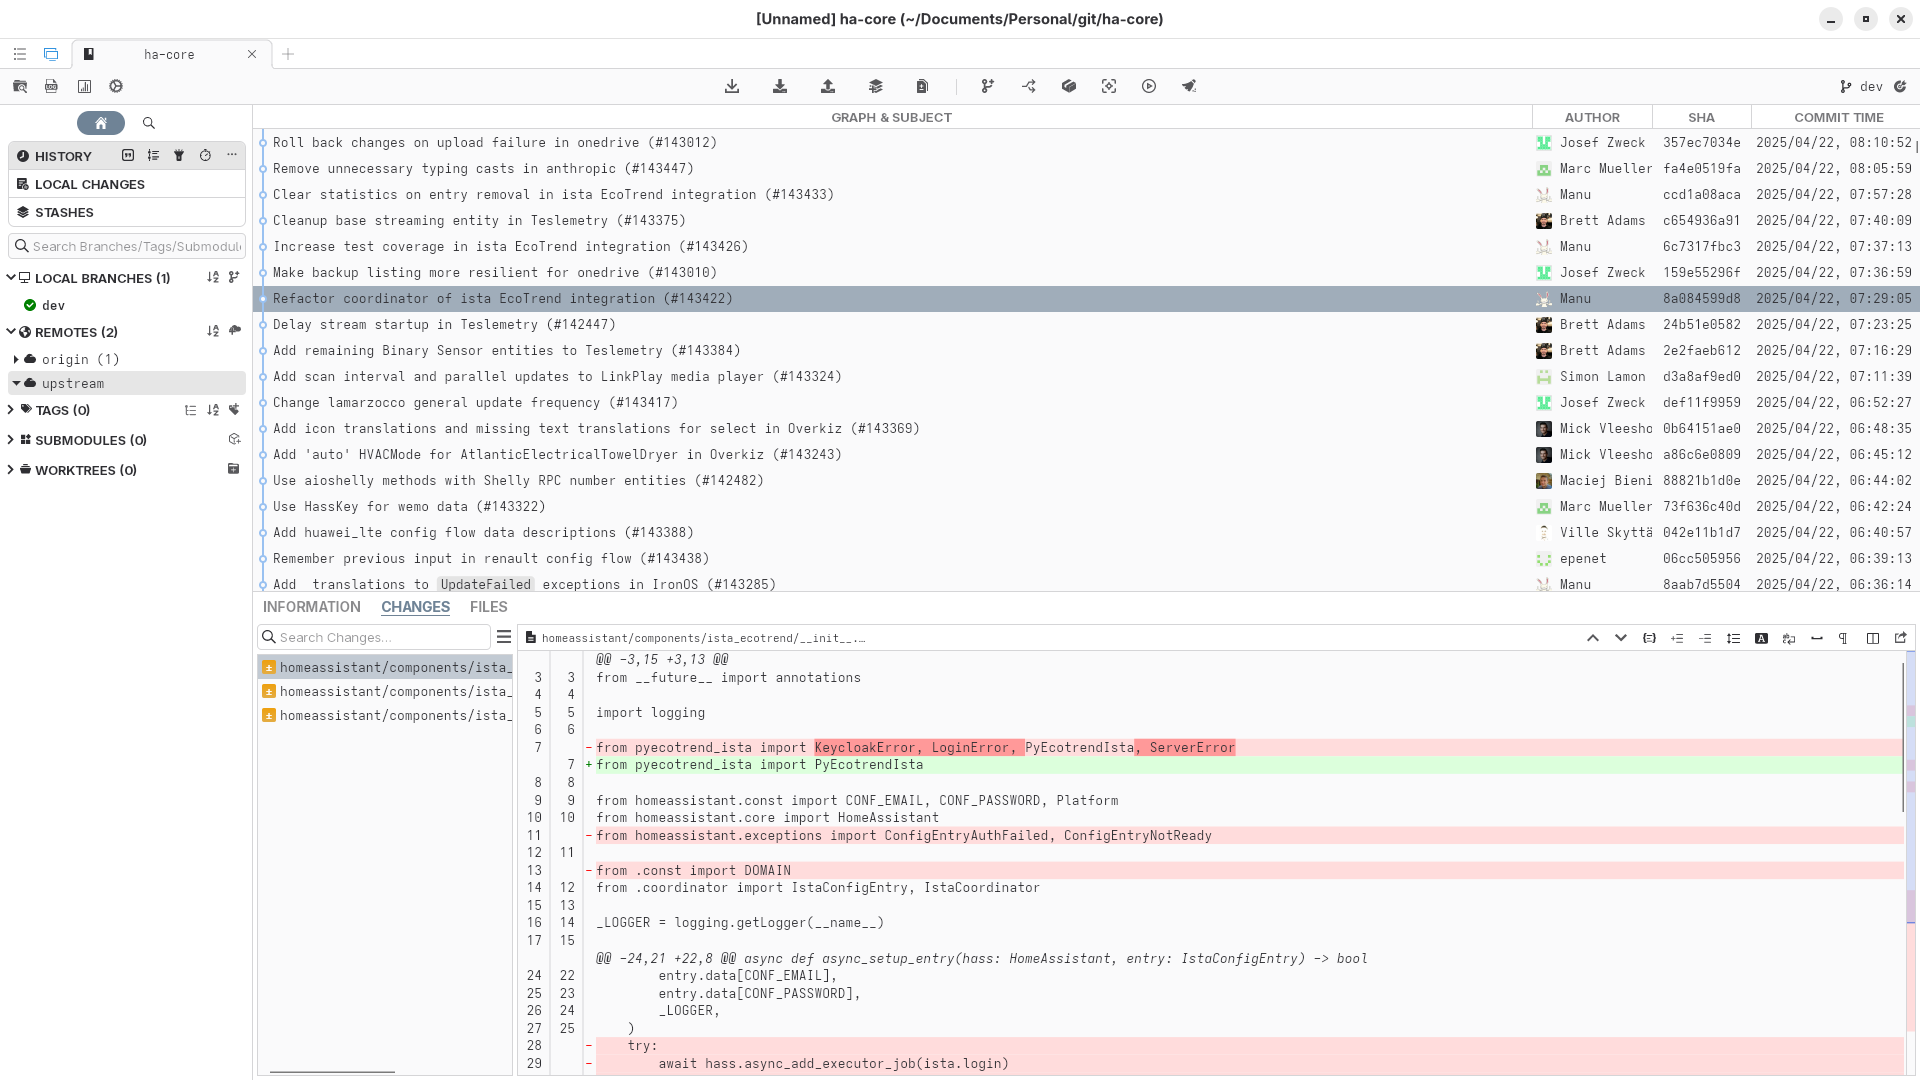 [Unnamed] ha-core (~/Documents/Personal/git/ha-core)
ha-core
dev
GRAPH & SUBJECT AUTHOR SHA COMMIT TIME
HISTORY
LOCAL CHANGES
STASHES
Search Branches/Tags/Submodul
LOCAL BRANCHES (1)
dev
REMOTES (2)
origin (1)
upstream
TAGS (0)
SUBMODULES (0)
WORKTREES (0)
Roll back changes on upload failure in onedrive (#143012) Josef Zweck 357ec7034e 2025/04/22, 08:10:52
Remove unnecessary typing casts in anthropic (#143447) Marc Mueller fa4e0519fa 2025/04/22, 08:05:59
Clear statistics on entry removal in ista EcoTrend integration (#143433) Manu ccd1a08aca 2025/04/22, 07:57:28
Cleanup base streaming entity in Teslemetry (#143375) Brett Adams c654936a91 2025/04/22, 07:40:09
Increase test coverage in ista EcoTrend integration (#143426) Manu 6c7317fbc3 2025/04/22, 07:37:13
Make backup listing more resilient for onedrive (#143010) Josef Zweck 159e55296f 2025/04/22, 07:36:59
Refactor coordinator of ista EcoTrend integration (#143422) Manu 8a084599d8 2025/04/22, 07:29:05
Delay stream startup in Teslemetry (#142447) Brett Adams 24b51e0582 2025/04/22, 07:23:25
Add remaining Binary Sensor entities to Teslemetry (#143384) Brett Adams 2e2faeb612 2025/04/22, 07:16:29
Add scan interval and parallel updates to LinkPlay media player (#143324) Simon Lamon d3a8af9ed0 2025/04/22, 07:11:39
Change lamarzocco general update frequency (#143417) Josef Zweck def11f9959 2025/04/22, 06:52:27
Add icon translations and missing text translations for select in Overkiz (#143369) Mick Vleesho 0b64151ae0 2025/04/22, 06:48:35
Add 'auto' HVACMode for AtlanticElectricalTowelDryer in Overkiz (#143243) Mick Vleesho a86c6e0809 2025/04/22, 06:45:12
Use aioshelly methods with Shelly RPC number entities (#142482) Maciej Bieni 88821b1d0e 2025/04/22, 06:44:02
Use HassKey for wemo data (#143322) Marc Mueller 73f636c40d 2025/04/22, 06:42:24
Add huawei_lte config flow data descriptions (#143388) Ville Skyttä 042e11b1d7 2025/04/22, 06:40:57
Remember previous input in renault config flow (#143438) epenet 06cc505956 2025/04/22, 06:39:13
Add translations to UpdateFailed exceptions in IronOS (#143285) Manu 8aab7d5504 2025/04/22, 06:36:14
INFORMATION CHANGES FILES
Search Changes...
homeassistant/components/ista_
homeassistant/components/ista_
homeassistant/components/ista_
homeassistant/components/ista_ecotrend/__init__.…
@@ -3,15 +3,13 @@
3 3 from __future__ import annotations
4 4
5 5 import logging
6 6
7 -from pyecotrend_ista import KeycloakError, LoginError, PyEcotrendIsta, ServerError
7 +from pyecotrend_ista import PyEcotrendIsta
8 8
9 9 from homeassistant.const import CONF_EMAIL, CONF_PASSWORD, Platform
10 10 from homeassistant.core import HomeAssistant
11 -from homeassistant.exceptions import ConfigEntryAuthFailed, ConfigEntryNotReady
12 11
13 -from .const import DOMAIN
14 12 from .coordinator import IstaConfigEntry, IstaCoordinator
15 13
16 14 _LOGGER = logging.getLogger(__name__)
17 15
@@ -24,21 +22,8 @@ async def async_setup_entry(hass: HomeAssistant, entry: IstaConfigEntry) -> bool
24 22 entry.data[CONF_EMAIL],
25 23 entry.data[CONF_PASSWORD],
26 24 _LOGGER,
27 25 )
28 - try:
29 - await hass.async_add_executor_job(ista.login)